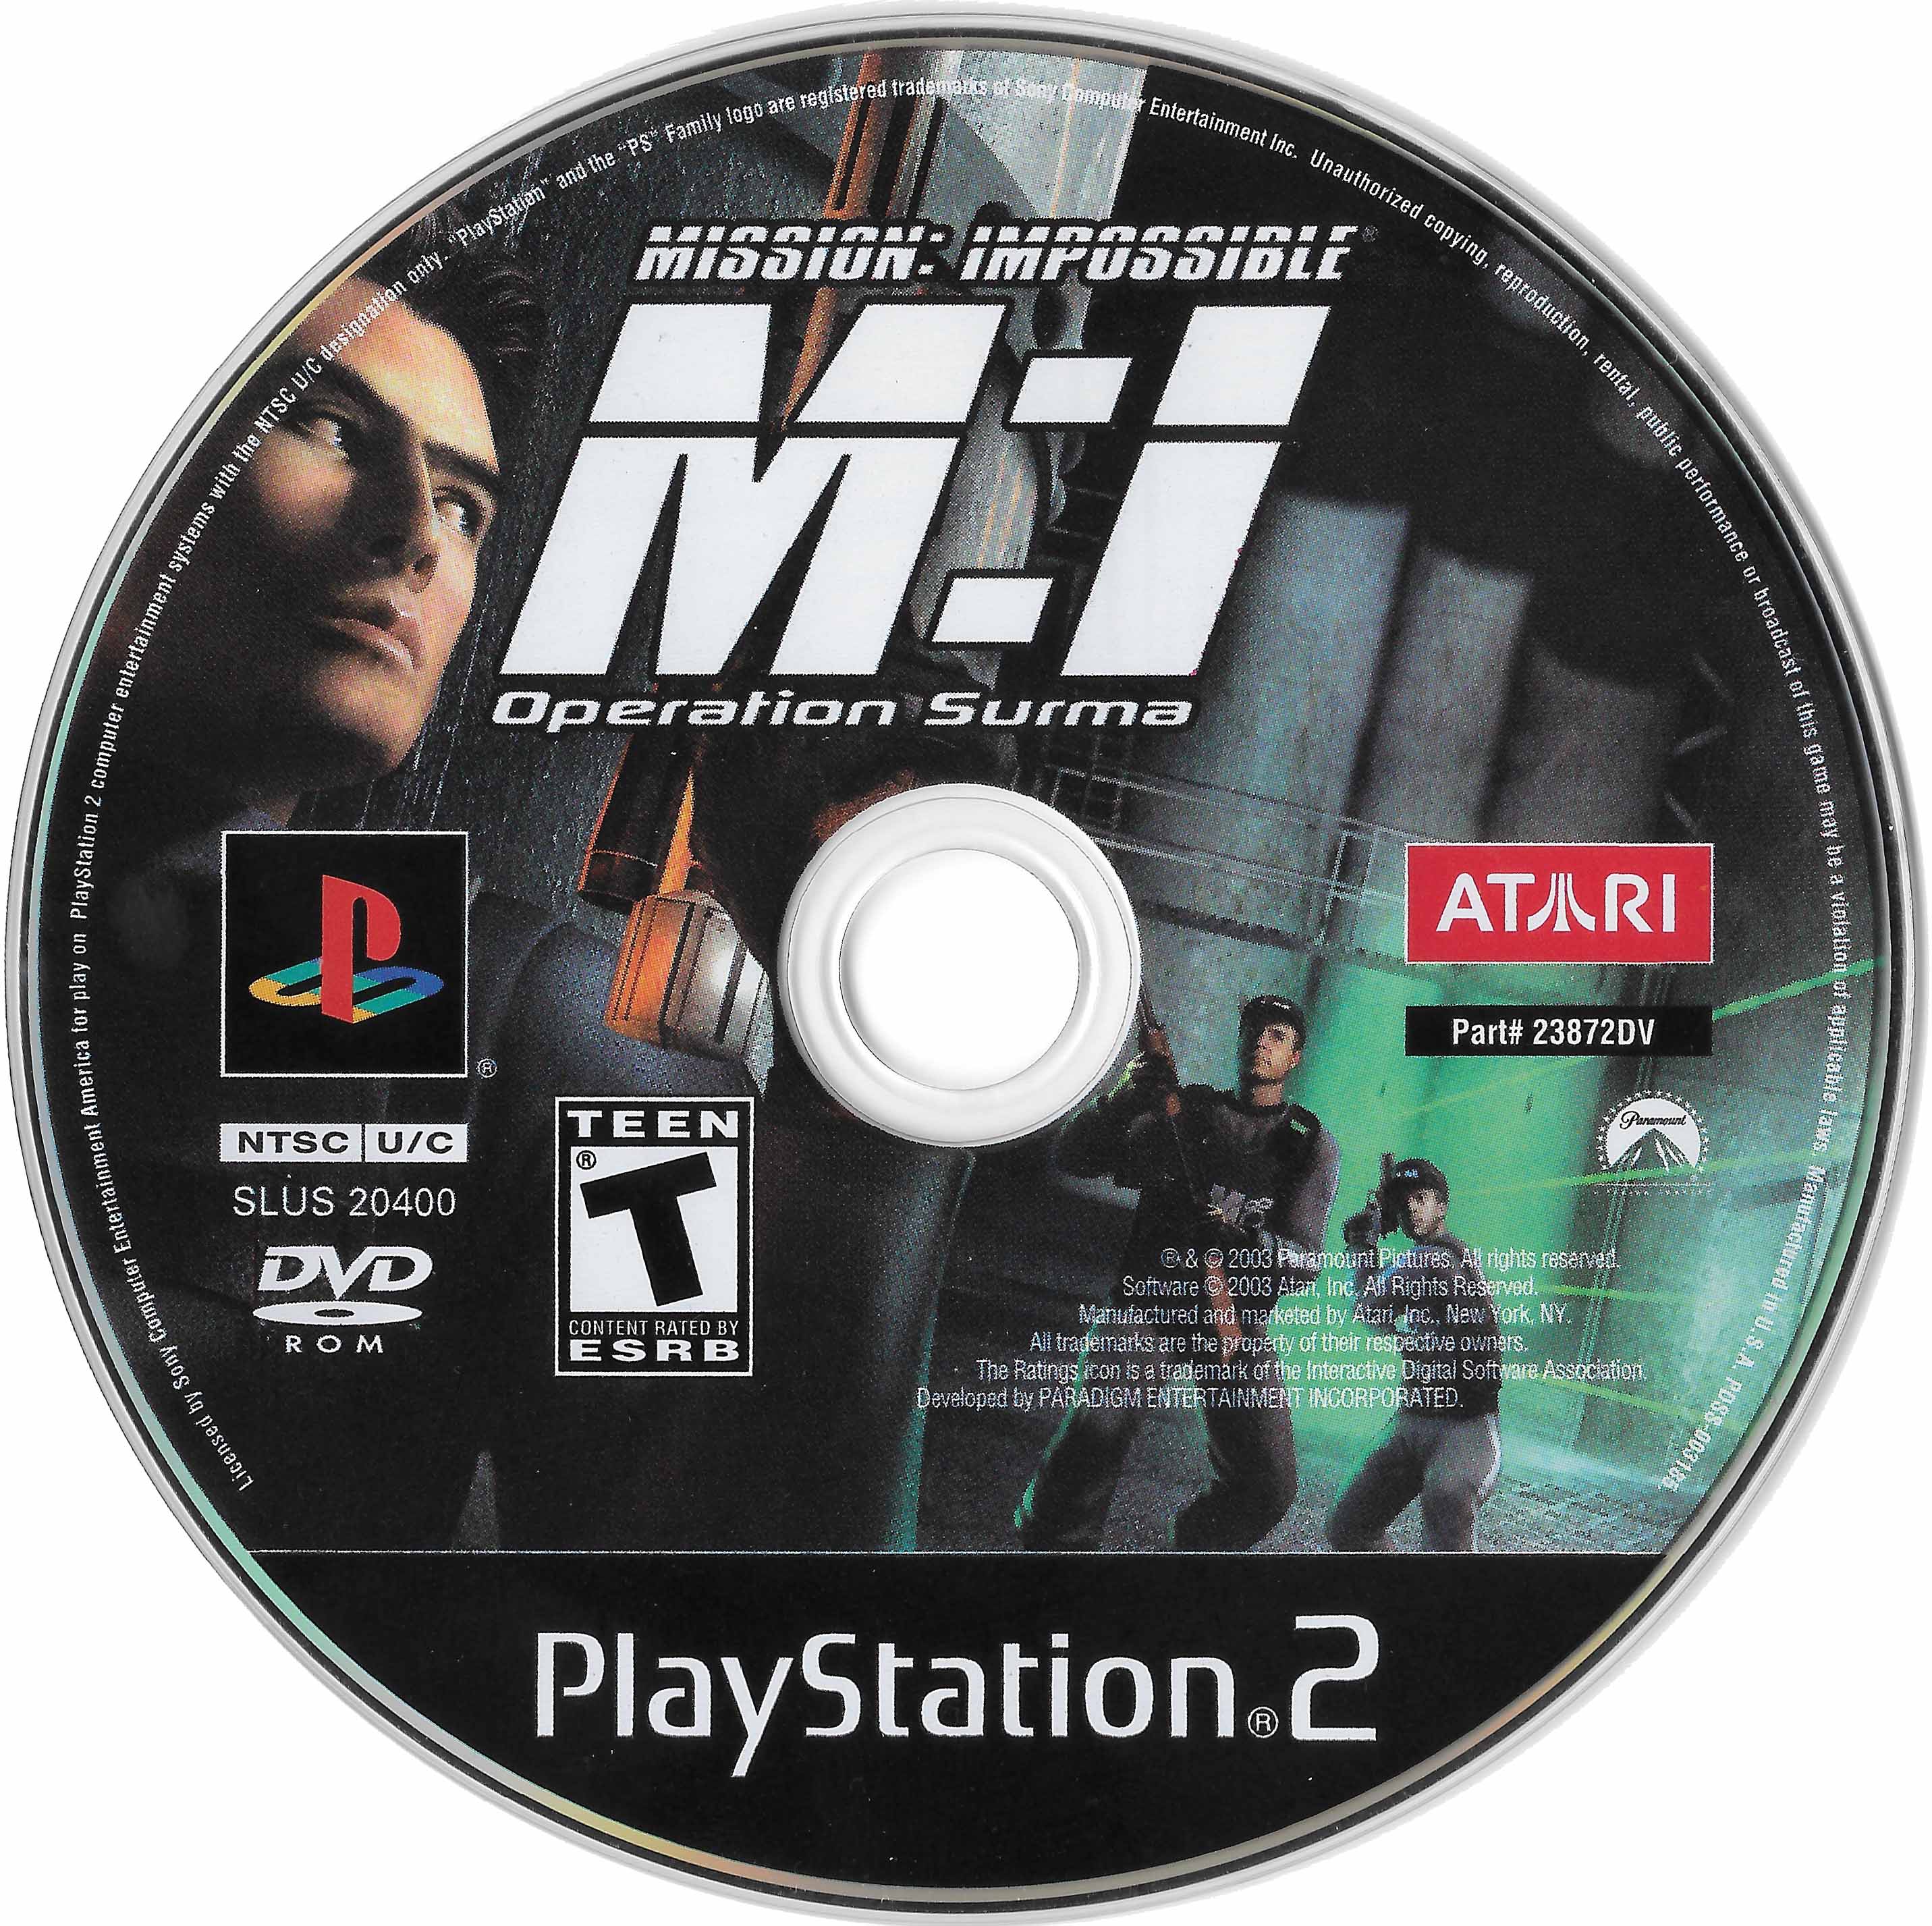 Licensed by Sony Computer Entertainment America for play on PlayStation 2 computer entertainment systems with the NTSC U/C designation only. "PlayStation" and the "PS" Family logo are registered trademarks of Sony Computer Entertainment Inc. Unauthorized copying, reproduction, rental, public performance or broadcast of this game may be a violation of applicable laws. Manufactured in U.S.A. PDSS-003185
MISSION: IMPOSSIBLE®
M:I
Operation Surma
®
NTSC U/C
SLUS 20400
DVD
ROM
TEEN
® T
CONTENT RATED BY
ESRB
ATARI
Part# 23872DV
Paramount
® & © 2003 Paramount Pictures. All rights reserved.
Software © 2003 Atari, Inc. All Rights Reserved.
Manufactured and marketed by Atari, Inc., New York, NY.
All trademarks are the property of their respective owners.
The Ratings icon is a trademark of the Interactive Digital Software Association.
Developed by PARADIGM ENTERTAINMENT INCORPORATED.
PlayStation®2